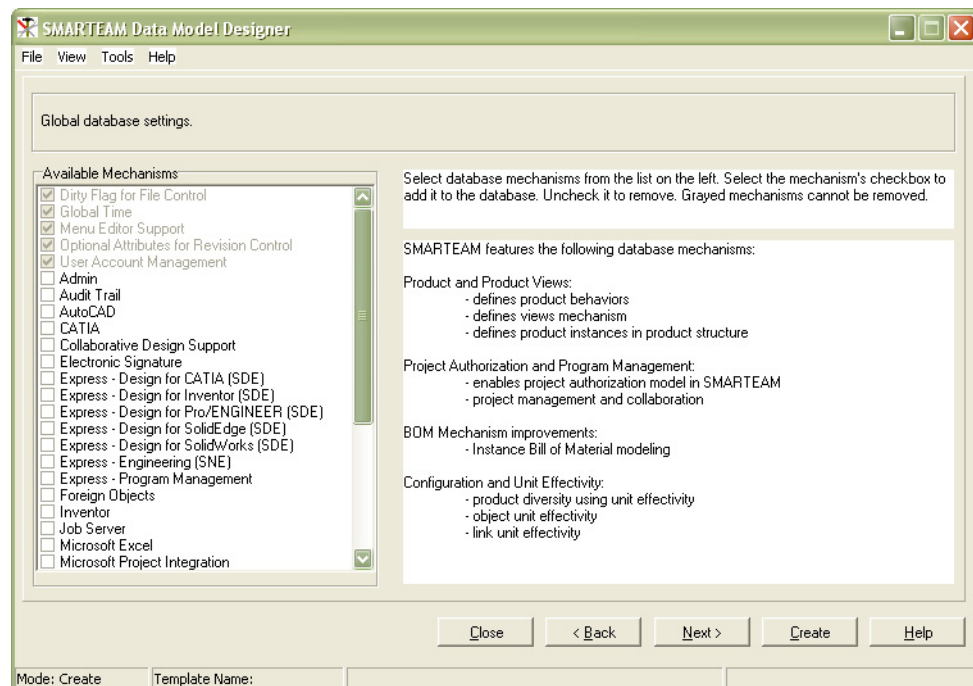 SMARTEAM Data Model Designer
File View Tools Help
Global database settings.
Available Mechanisms
Dirty Flag for File Control
Global Time
Menu Editor Support
Optional Attributes for Revision Control
User Account Management
Admin
Audit Trail
AutoCAD
CATIA
Collaborative Design Support
Electronic Signature
Express - Design for CATIA (SDE)
Express - Design for Inventor (SDE)
Express - Design for Pro/ENGINEER (SDE)
Express - Design for SolidEdge (SDE)
Express - Design for SolidWorks (SDE)
Express - Engineering (SNE)
Express - Program Management
Foreign Objects
Inventor
Job Server
Microsoft Excel
Microsoft Project Integration
Select database mechanisms from the list on the left. Select the mechanism's checkbox to
add it to the database. Uncheck it to remove. Grayed mechanisms cannot be removed.
SMARTEAM features the following database mechanisms:
Product and Product Views:
- defines product behaviors
- defines views mechanism
- defines product instances in product structure
Project Authorization and Program Management:
- enables project authorization model in SMARTEAM
- project management and collaboration
BOM Mechanism improvements:
- Instance Bill of Material modeling
Configuration and Unit Effectivity:
- product diversity using unit effectivity
- object unit effectivity
- link unit effectivity
Close < Back Next > Create Help
Mode: Create Template Name: